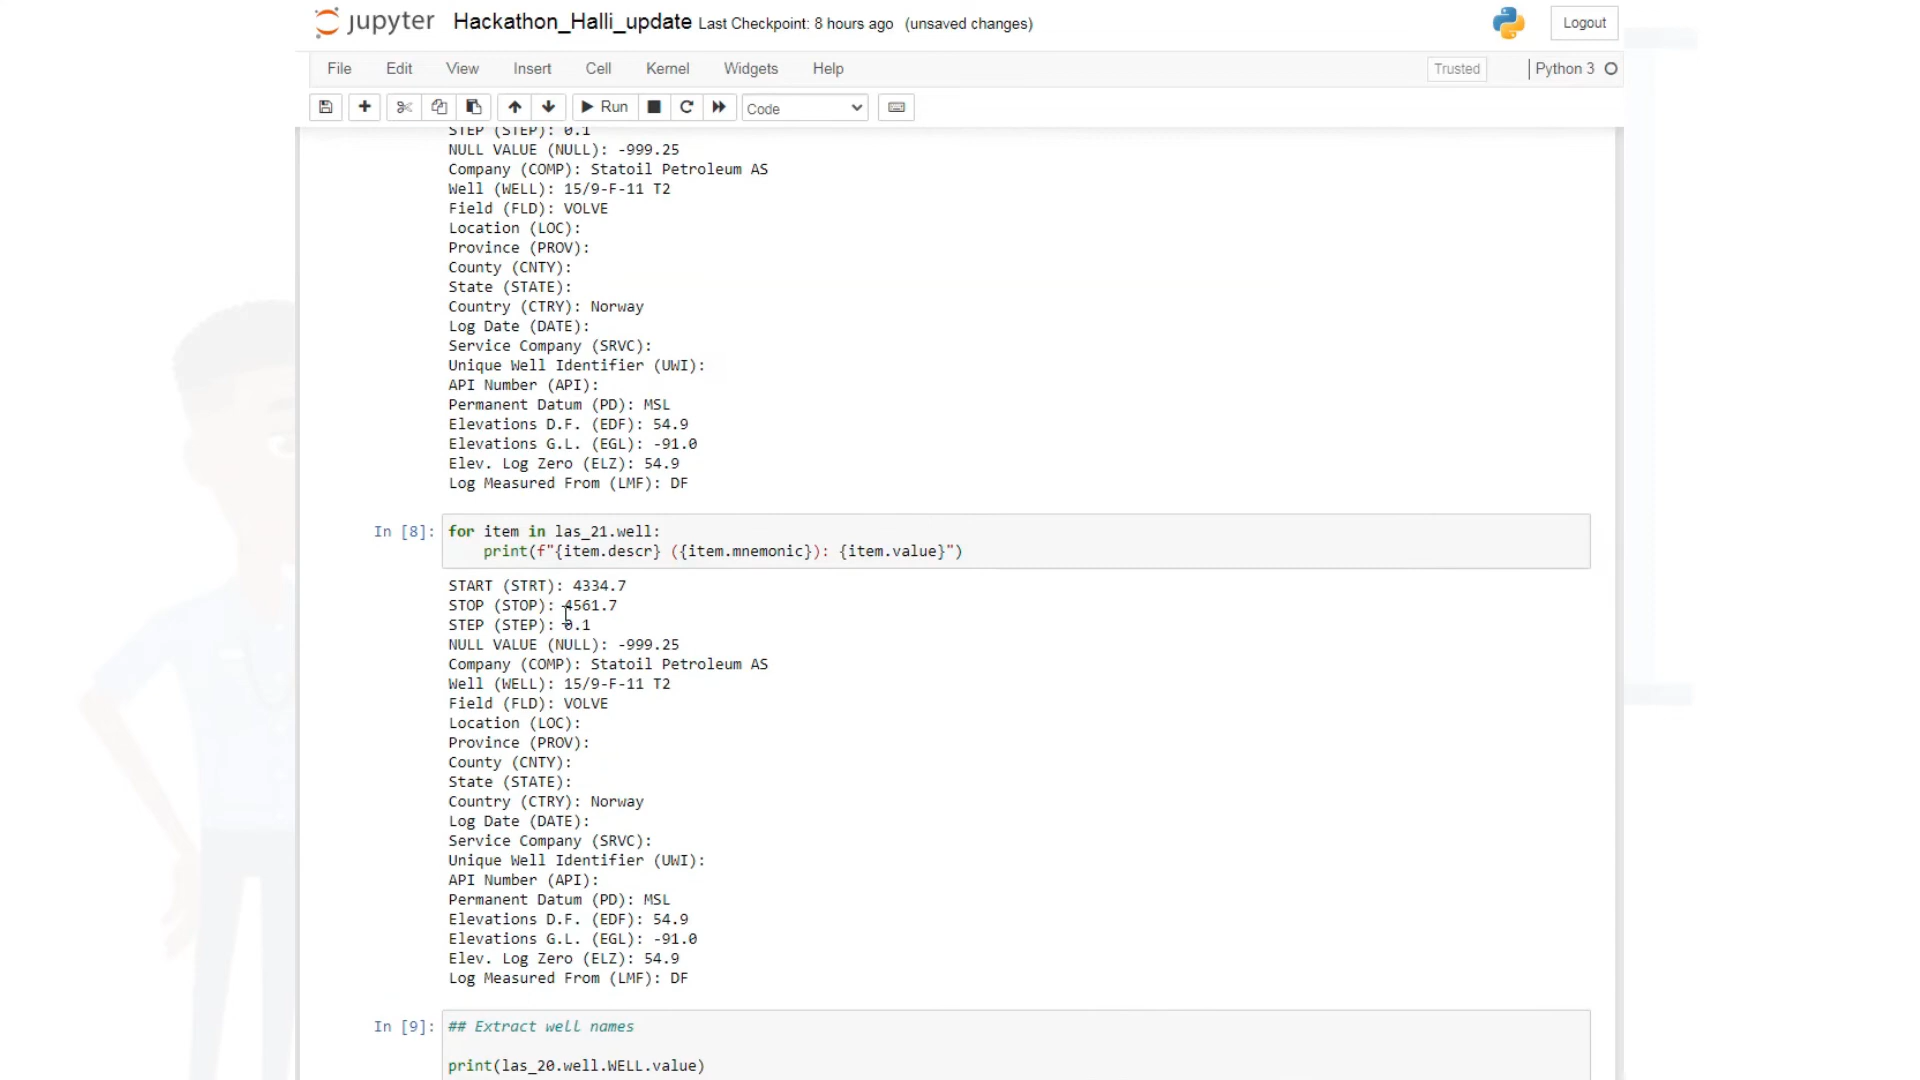 jupyter Hackathon_Halli_update Last Checkpoint: 8 hours ago (unsaved changes) Logout
File Edit View Insert Cell Kernel Widgets Help Trusted Python 3
Run Code
STEP (STEP): 0.1
NULL VALUE (NULL): -999.25
Company (COMP): Statoil Petroleum AS
Well (WELL): 15/9-F-11 T2
Field (FLD): VOLVE
Location (LOC):
Province (PROV):
County (CNTY):
State (STATE):
Country (CTRY): Norway
Log Date (DATE):
Service Company (SRVC):
Unique Well Identifier (UWI):
API Number (API):
Permanent Datum (PD): MSL
Elevations D.F. (EDF): 54.9
Elevations G.L. (EGL): -91.0
Elev. Log Zero (ELZ): 54.9
Log Measured From (LMF): DF
In [8]: for item in las_21.well:
print(f"{item.descr} ({item.mnemonic}): {item.value}")
START (STRT): 4334.7
STOP (STOP): 4561.7
STEP (STEP): 0.1
NULL VALUE (NULL): -999.25
Company (COMP): Statoil Petroleum AS
Well (WELL): 15/9-F-11 T2
Field (FLD): VOLVE
Location (LOC):
Province (PROV):
County (CNTY):
State (STATE):
Country (CTRY): Norway
Log Date (DATE):
Service Company (SRVC):
Unique Well Identifier (UWI):
API Number (API):
Permanent Datum (PD): MSL
Elevations D.F. (EDF): 54.9
Elevations G.L. (EGL): -91.0
Elev. Log Zero (ELZ): 54.9
Log Measured From (LMF): DF
In [9]: ## Extract well names
print(las_20.well.WELL.value)